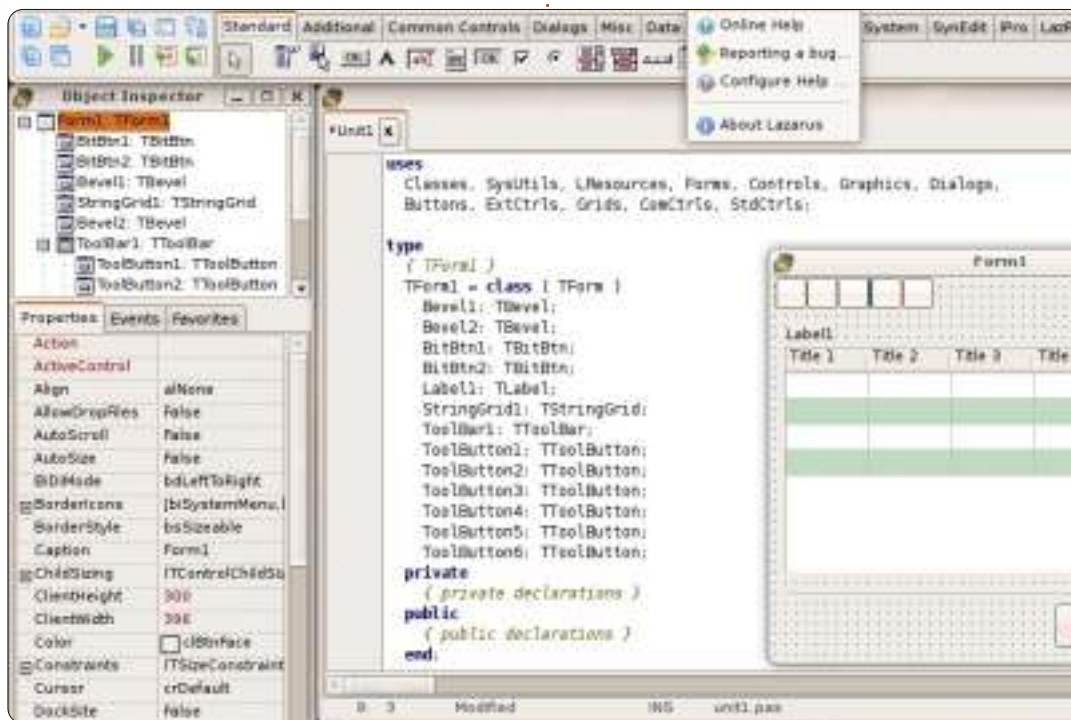 Standard Additional Common Controls Dialogs Misc Data System SynEdit IPro LazR
Online Help
Reporting a bug...
Configure Help ...
About Lazarus
Object Inspector
Form1: TForm1
BitBtn1: TBitBtn
BitBtn2: TBitBtn
Bevel1: TBevel
StringGrid1: TStringGrid
Bevel2: TBevel
ToolBar1: TToolBar
ToolButton1: TToolButton
ToolButton2: TToolButton
Properties Events Favorites
Action
ActiveControl
Align alNone
AllowDropFiles False
AutoScroll False
AutoSize False
BiDiMode bdLeftToRight
BorderIcons [biSystemMenu,
BorderStyle bsSizeable
Caption Form1
ChildSizing (TControlChildSiz
ClientHeight 300
ClientWidth 398
Color clBtnFace
Constraints (TSizeConstraint
Cursor crDefault
DockSite False
*Unit1
uses
Classes, SysUtils, LResources, Forms, Controls, Graphics, Dialogs,
Buttons, ExtCtrls, Grids, ComCtrls, StdCtrls;
type
{ TForm1 }
TForm1 = class ( TForm )
Bevel1: TBevel;
Bevel2: TBevel;
BitBtn1: TBitBtn;
BitBtn2: TBitBtn;
Label1: TLabel;
StringGrid1: TStringGrid;
ToolBar1: TToolBar;
ToolButton1: TToolButton;
ToolButton2: TToolButton;
ToolButton3: TToolButton;
ToolButton4: TToolButton;
ToolButton5: TToolButton;
ToolButton6: TToolButton;
private
{ private declarations }
public
{ public declarations }
end;
Form1
Label1
Title 1 Title 2 Title 3 Title
Modified INS unit1.pas